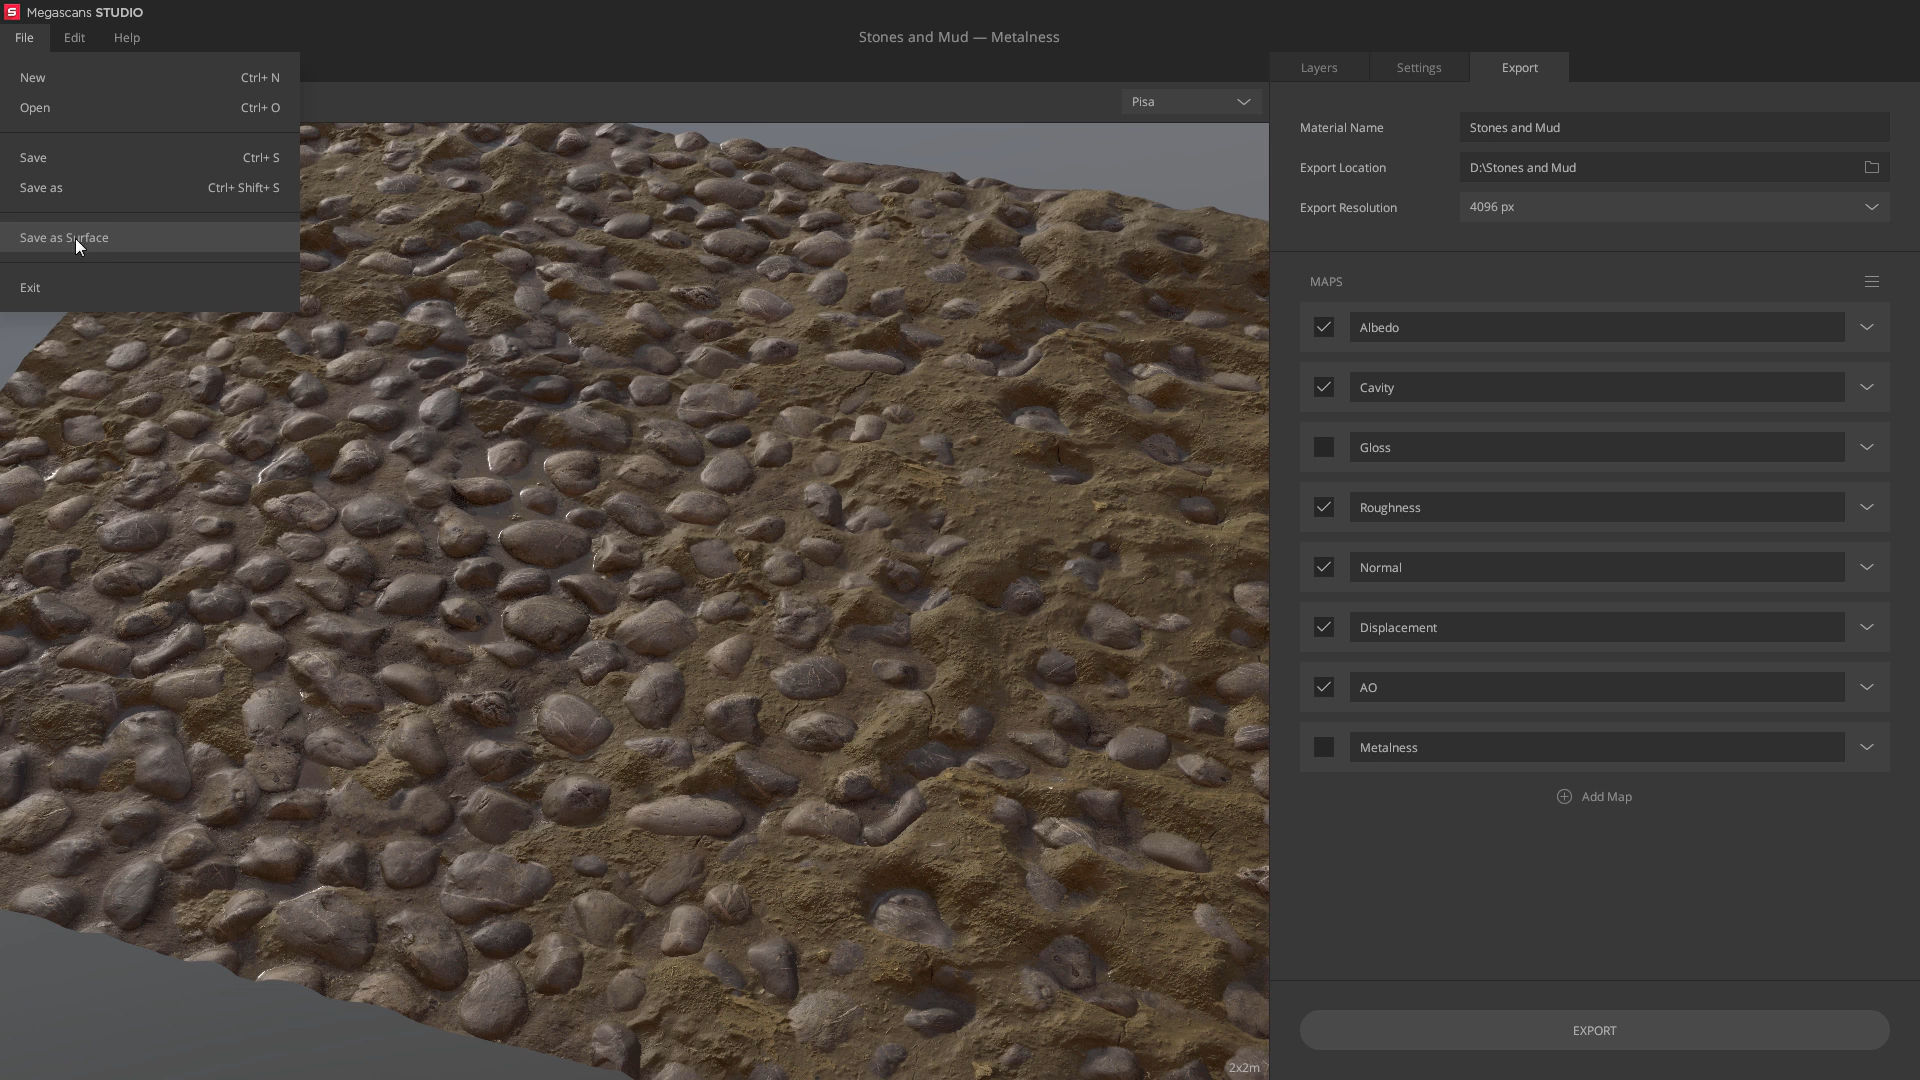 S Megascans STUDIO
File Edit Help
Stones and Mud — Metalness
New Ctrl+ N
Open Ctrl+ O
Save Ctrl+ S
Save as Ctrl+ Shift+ S
Save as Surface
Exit
Pisa
2x2m
Layers Settings Export
Material Name Stones and Mud
Export Location D:\Stones and Mud
Export Resolution 4096 px
MAPS
Albedo
Cavity
Gloss
Roughness
Normal
Displacement
AO
Metalness
Add Map
EXPORT